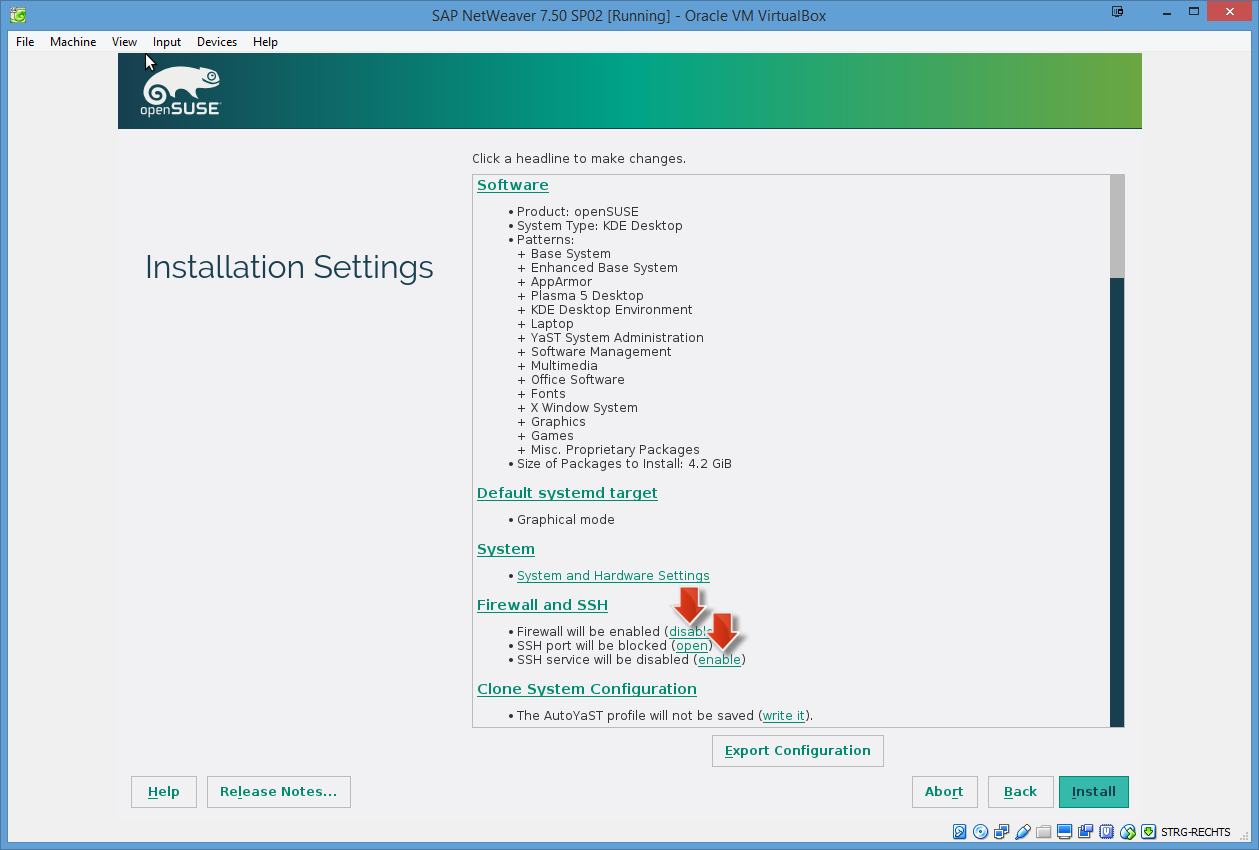 SAP NetWeaver 7.50 SP02 [Running] - Oracle VM VirtualBox
File Machine View Input Devices Help
openSUSE
Click a headline to make changes.
Installation Settings
Software
• Product: openSUSE
• System Type: KDE Desktop
• Patterns:
+ Base System
+ Enhanced Base System
+ AppArmor
+ Plasma 5 Desktop
+ KDE Desktop Environment
+ Laptop
+ YaST System Administration
+ Software Management
+ Multimedia
+ Office Software
+ Fonts
+ X Window System
+ Graphics
+ Games
+ Misc. Proprietary Packages
• Size of Packages to Install: 4.2 GiB
Default systemd target
• Graphical mode
System
• System and Hardware Settings
Firewall and SSH
• Firewall will be enabled (disable
• SSH port will be blocked (open)
• SSH service will be disabled (enable)
Clone System Configuration
• The AutoYaST profile will not be saved (write it).
Export Configuration
Help Release Notes... Abort Back Install
STRG-RECHTS